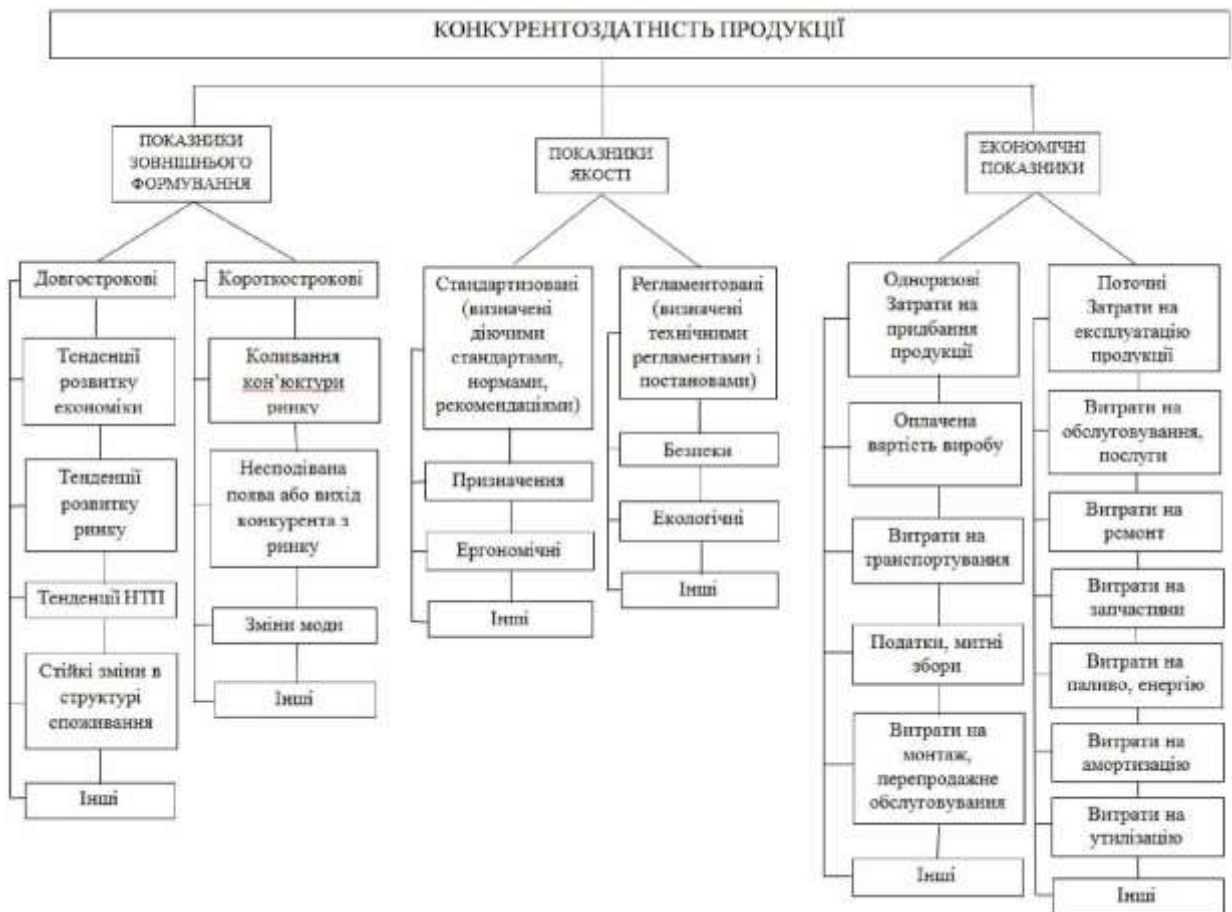 КОНКУРЕНТОЗДАТНІСТЬ ПРОДУКЦІЇ
ПОКАЗНИКИ
ЗОВНІШНЬОГО
ФОРМУВАННЯ
Довгострокові
Тенденції
розвитку
економіки
Тенденції
розвитку
ринку
Тенденції НТП
Стійкі зміни в
структурі
споживання
Інші
Короткострокові
Коливання
кон’юктури
ринку
Несподівана
поява або вихід
конкурента з
ринку
Зміни моди
Інші
ПОКАЗНИКИ
ЯКОСТІ
Стандартизовані
(визначені
діючими
стандартами,
нормами,
рекомендаціями)
Призначення
Ергономічні
Інші
Регламентовані
(визначені
технічними
регламентами і
постановами)
Безпеки
Екологічні
Інші
ЕКОНОМІЧНІ
ПОКАЗНИКИ
Одноразові
Затрати на
придбання
продукції
Оплачена
вартість виробу
Витрати на
транспортування
Податки, митні
збори
Витрати на
монтаж,
перепродажне
обслуговування
Інші
Поточні
Затрати на
експлуатацію
продукції
Витрати на
обслуговування,
послуги
Витрати на
ремонт
Витрати на
запчастини
Витрати на
паливо, енергію
Витрати на
амортизацію
Витрати на
утилізацію
Інші